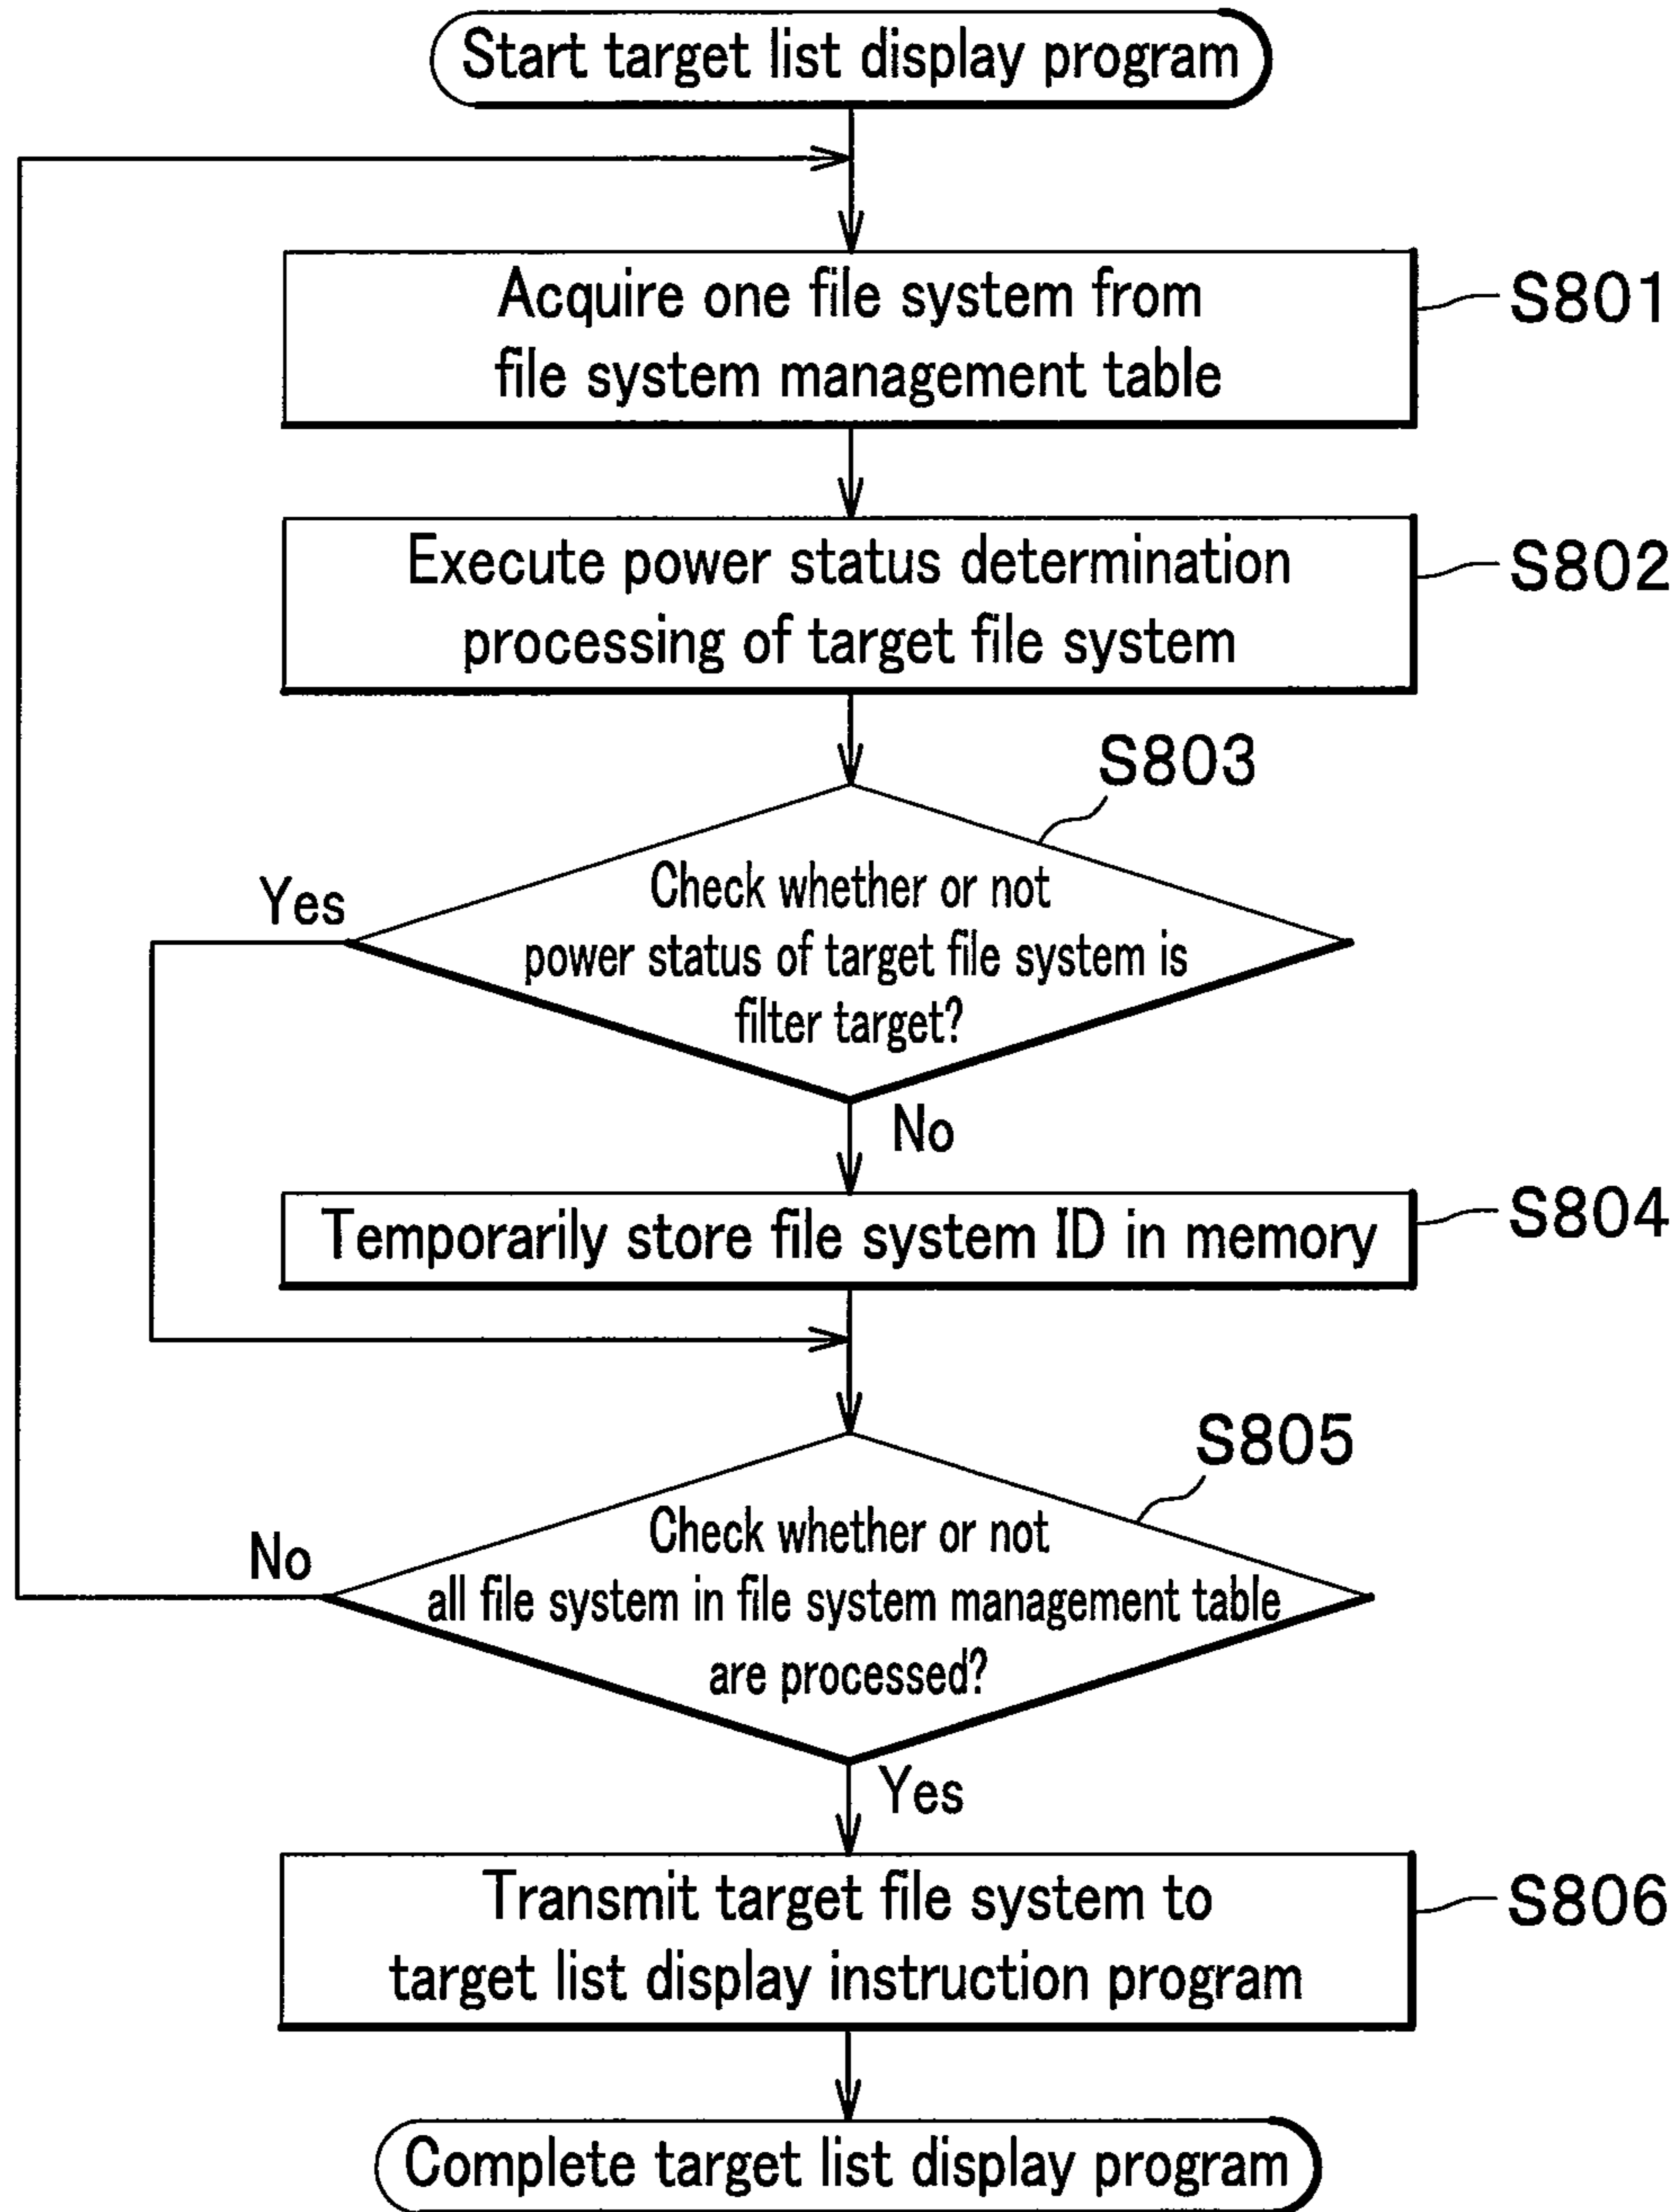 Start target list display program
Acquire one file system from
file system management table
S801
Execute power status determination
processing of target file system
S802
S803
Check whether or not
power status of target file system is
filter target?
Yes
No
Temporarily store file system ID in memory
S804
S805
Check whether or not
all file system in file system management table
are processed?
No
Yes
Transmit target file system to
target list display instruction program
S806
Complete target list display program